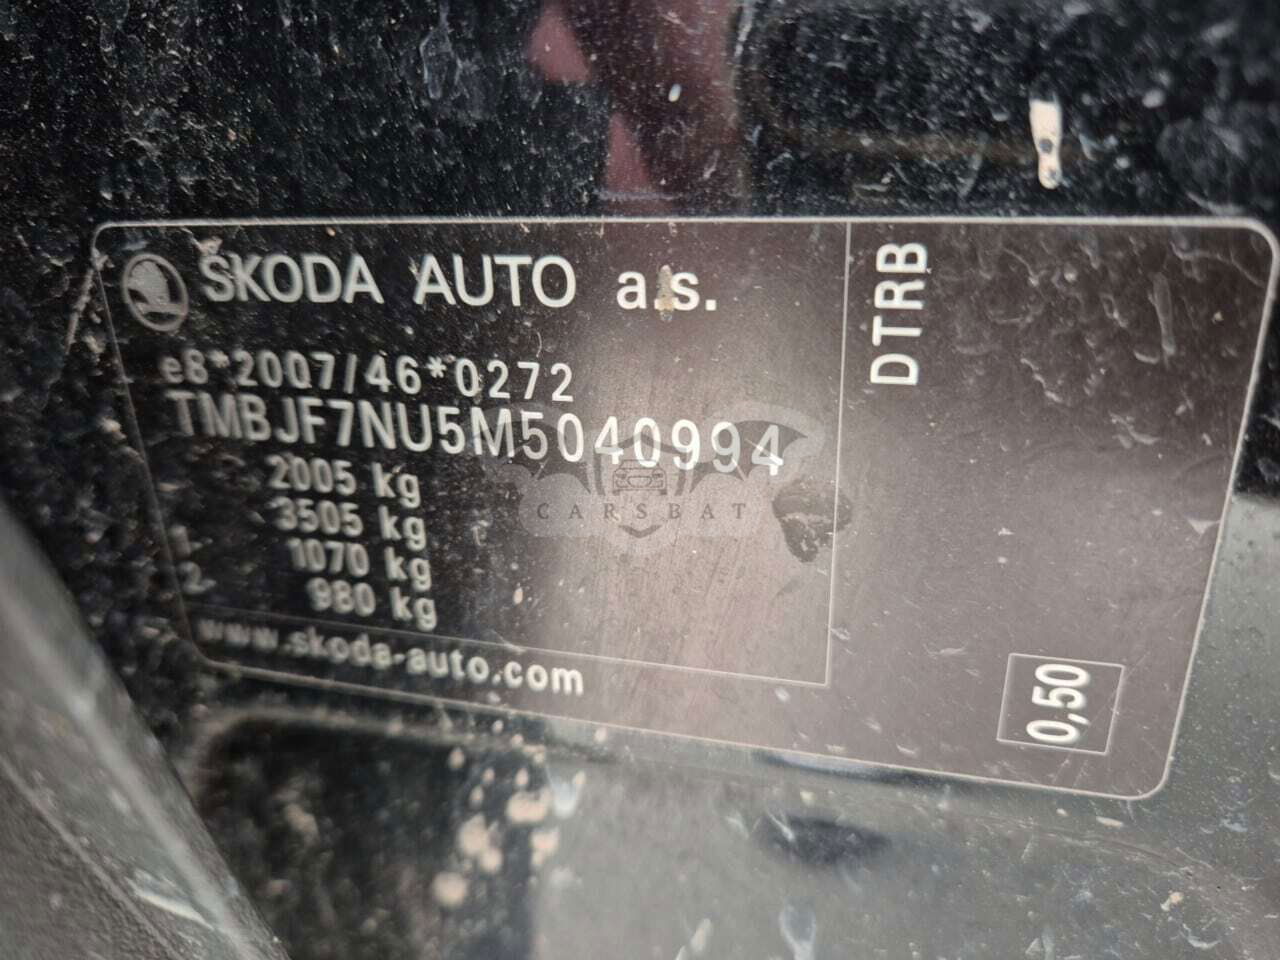 ŠKODA AUTO a.s.
e8*2007/46*0272
TMBJF7NU5M5040994
2005 kg
3505 kg
1 1070 kg
2 980 kg
www.skoda-auto.com
DTRB
0,50
CARSBAT